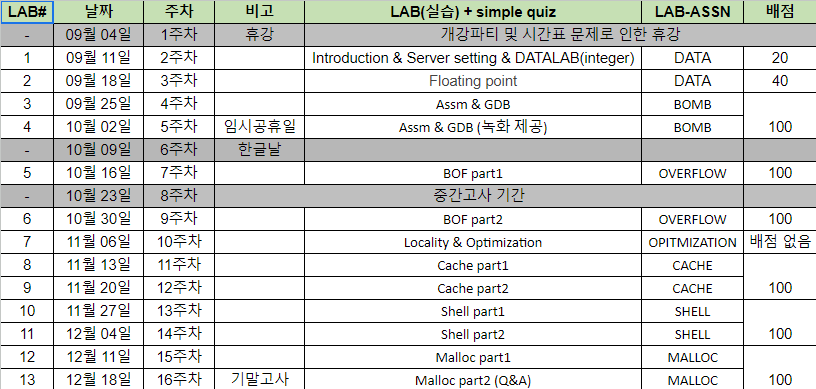 LAB# 날짜 주차 비고 LAB(실습) + simple quiz LAB-ASSN 배점
- 09월 04일 1주차 휴강 개강파티 및 시간표 문제로 인한 휴강
1 09월 11일 2주차 Introduction & Server setting & DATALAB(integer) DATA 20
2 09월 18일 3주차 Floating point DATA 40
3 09월 25일 4주차 Assm & GDB BOMB
4 10월 02일 5주차 임시공휴일 Assm & GDB (녹화 제공) BOMB 100
- 10월 09일 6주차 한글날
5 10월 16일 7주차 BOF part1 OVERFLOW 100
- 10월 23일 8주차 중간고사 기간
6 10월 30일 9주차 BOF part2 OVERFLOW 100
7 11월 06일 10주차 Locality & Optimization OPITMIZATION 배점 없음
8 11월 13일 11주차 Cache part1 CACHE
9 11월 20일 12주차 Cache part2 CACHE 100
10 11월 27일 13주차 Shell part1 SHELL
11 12월 04일 14주차 Shell part2 SHELL 100
12 12월 11일 15주차 Malloc part1 MALLOC
13 12월 18일 16주차 기말고사 Malloc part2 (Q&A) MALLOC 100